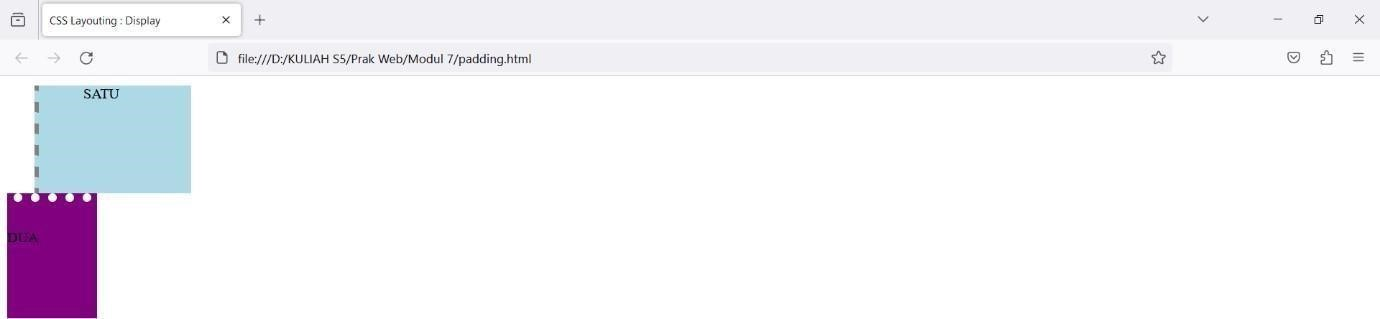 CSS Layouting : Display
file:///D:/KULIAH S5/Prak Web/Modul 7/padding.html
SATU
DUA